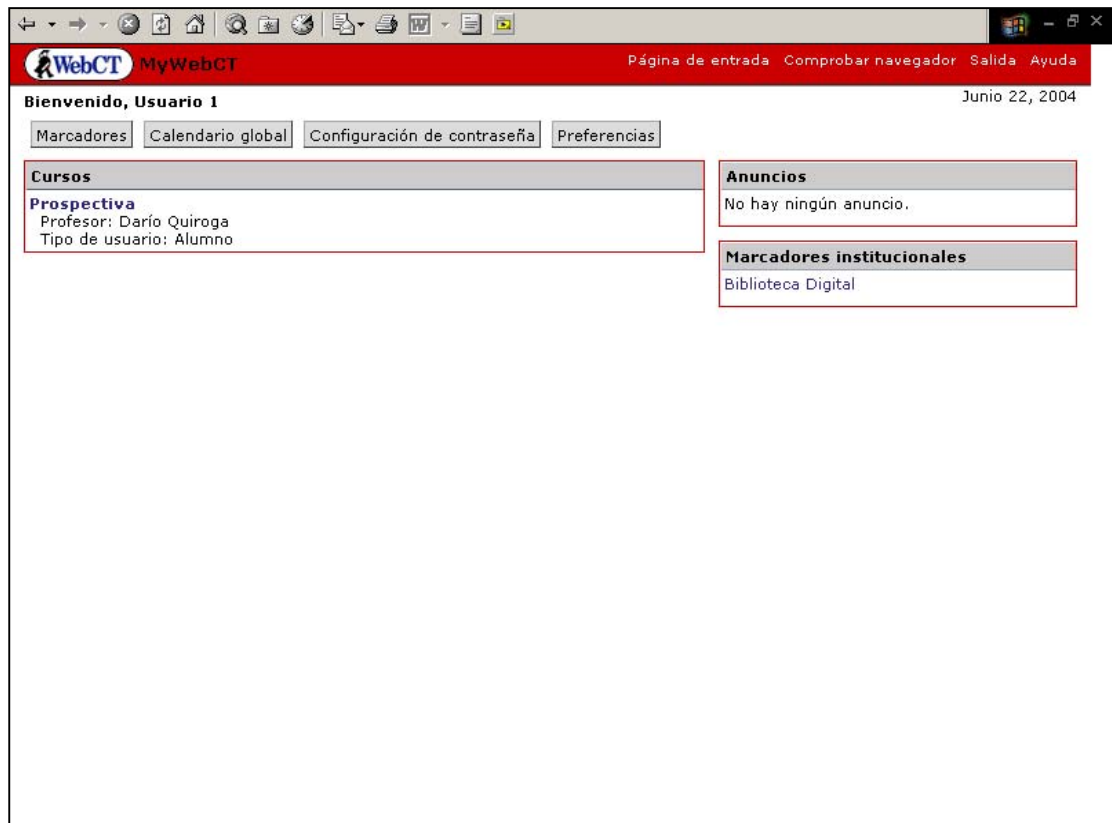 WebCT MyWebCT Página de entrada Comprobar navegador Salida Ayuda
Bienvenido, Usuario 1 Junio 22, 2004
Marcadores Calendario global Configuración de contraseña Preferencias
Cursos
Prospectiva
Profesor: Darío Quiroga
Tipo de usuario: Alumno
Anuncios
No hay ningún anuncio.
Marcadores institucionales
Biblioteca Digital